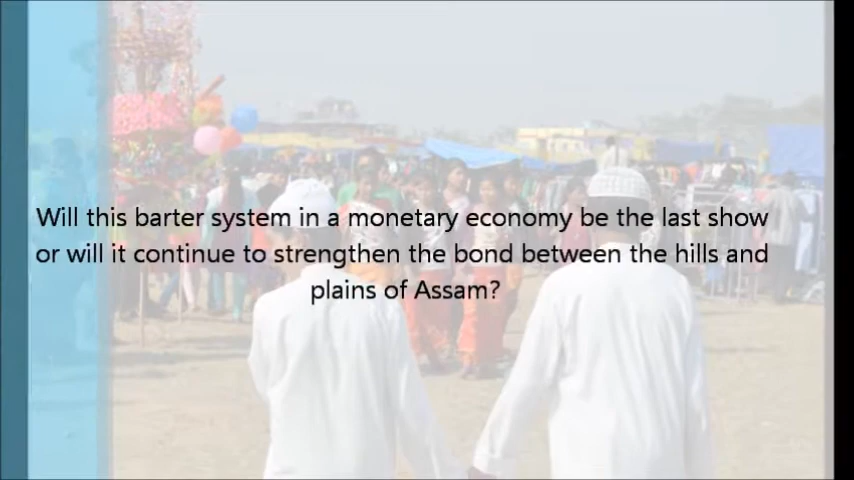 Will this barter system in a monetary economy be the last show
or will it continue to strengthen the bond between the hills and
plains of Assam?